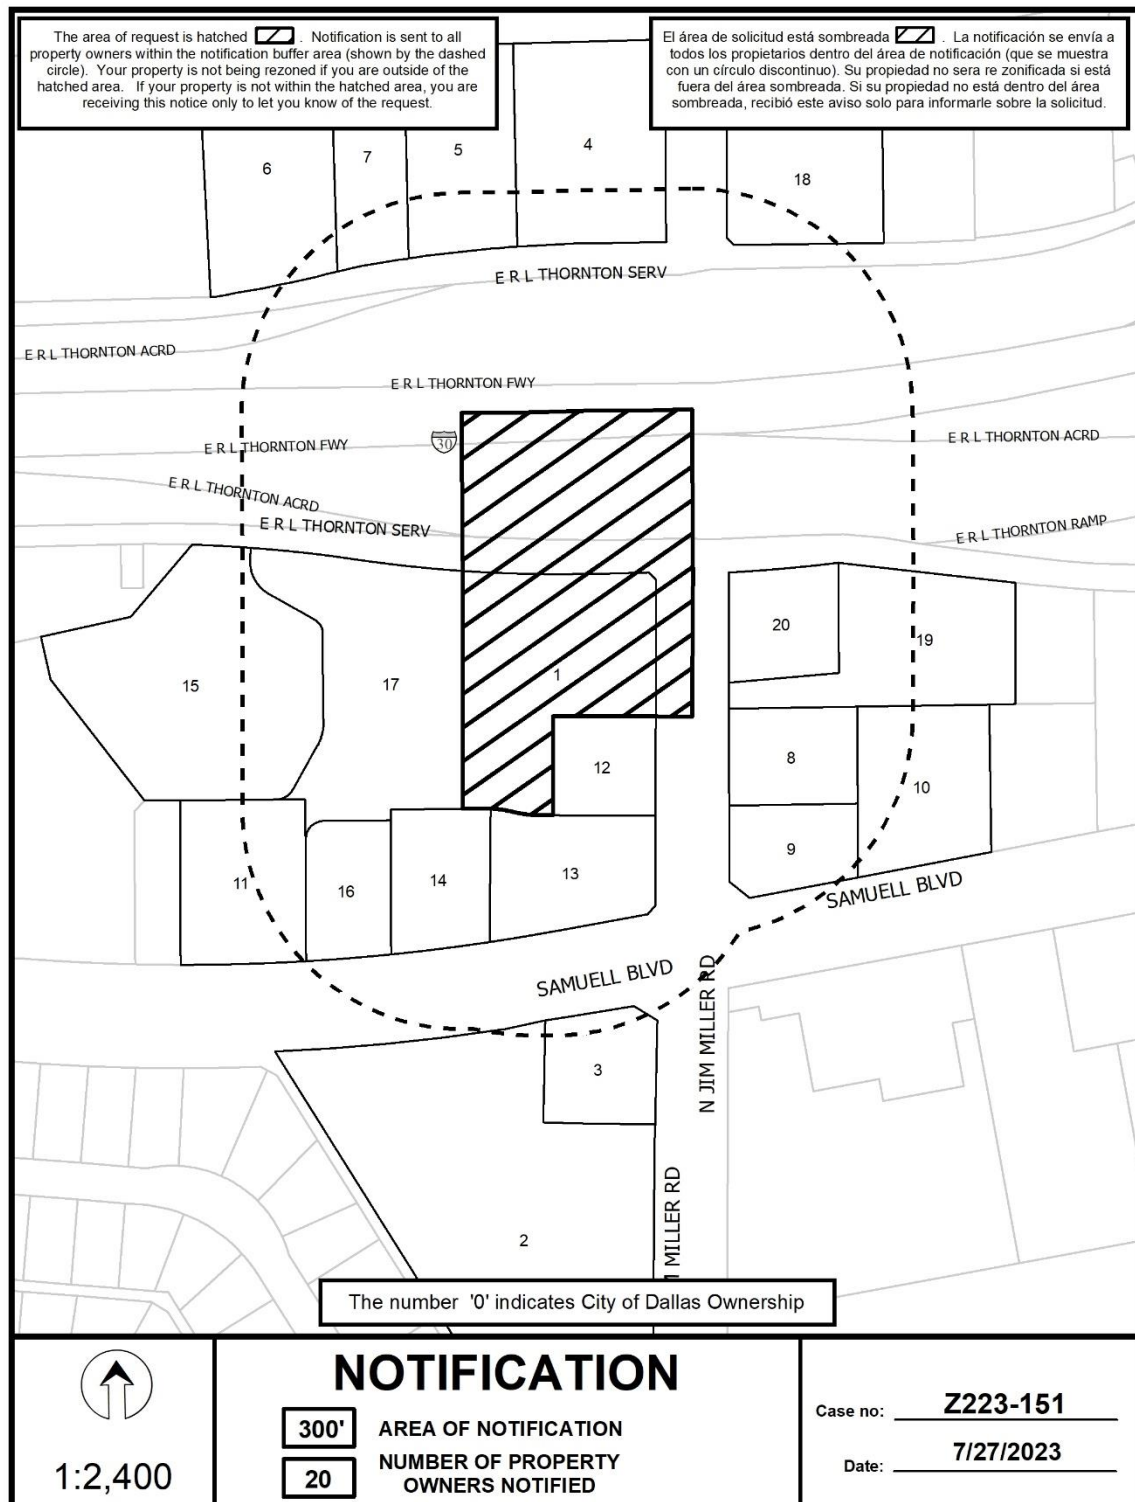 The area of request is hatched . Notification is sent to all
property owners within the notification buffer area (shown by the dashed
circle). Your property is not being rezoned if you are outside of the
hatched area. If your property is not within the hatched area, you are
receiving this notice only to let you know of the request.
El área de solicitud está sombreada . La notificación se envía a
todos los propietarios dentro del área de notificación (que se muestra
con un círculo discontinuo). Su propiedad no sera re zonificada si está
fuera del área sombreada. Si su propiedad no está dentro del área
sombreada, recibió este aviso solo para informarle sobre la solicitud.
6
7
5
4
18
E R L THORNTON SERV
E R L THORNTON ACRD
E R L THORNTON FWY
E R L THORNTON FWY
30
E R L THORNTON ACRD
E R L THORNTON ACRD
E R L THORNTON SERV
E R L THORNTON RAMP
20
19
15
17
1
12
8
10
9
11
16
14
13
SAMUELL BLVD
SAMUELL BLVD
N JIM MILLER RD
3
2
MILLER RD
The number '0' indicates City of Dallas Ownership
1:2,400
NOTIFICATION
300' AREA OF NOTIFICATION
20 NUMBER OF PROPERTY
OWNERS NOTIFIED
Case no: Z223-151
Date: 7/27/2023